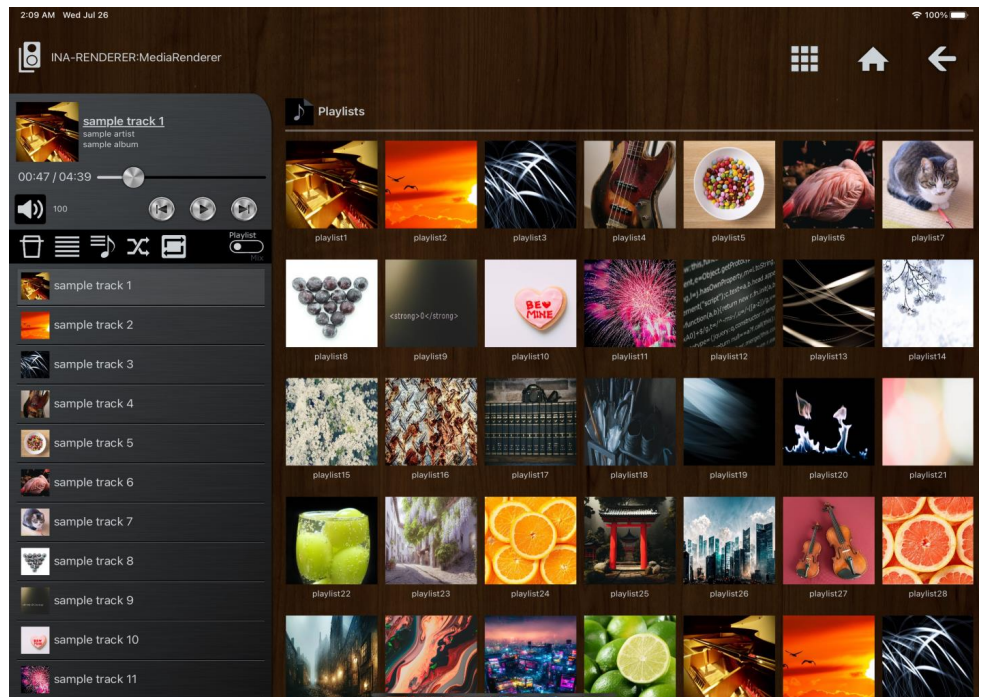 2:09 AM Wed Jul 26
100%
INA-RENDERER:MediaRenderer
sample track 1
sample artist
sample album
00:47 / 04:39
100
Playlist
Mix
sample track 1
sample track 2
sample track 3
sample track 4
sample track 5
sample track 6
sample track 7
sample track 8
sample track 9
sample track 10
sample track 11
Playlists
playlist1 playlist2 playlist3 playlist4 playlist5 playlist6 playlist7
<strong>0</strong>
BE
MINE
playlist8 playlist9 playlist10 playlist11 playlist12 playlist13 playlist14
playlist15 playlist16 playlist17 playlist18 playlist19 playlist20 playlist21
playlist22 playlist23 playlist24 playlist25 playlist26 playlist27 playlist28